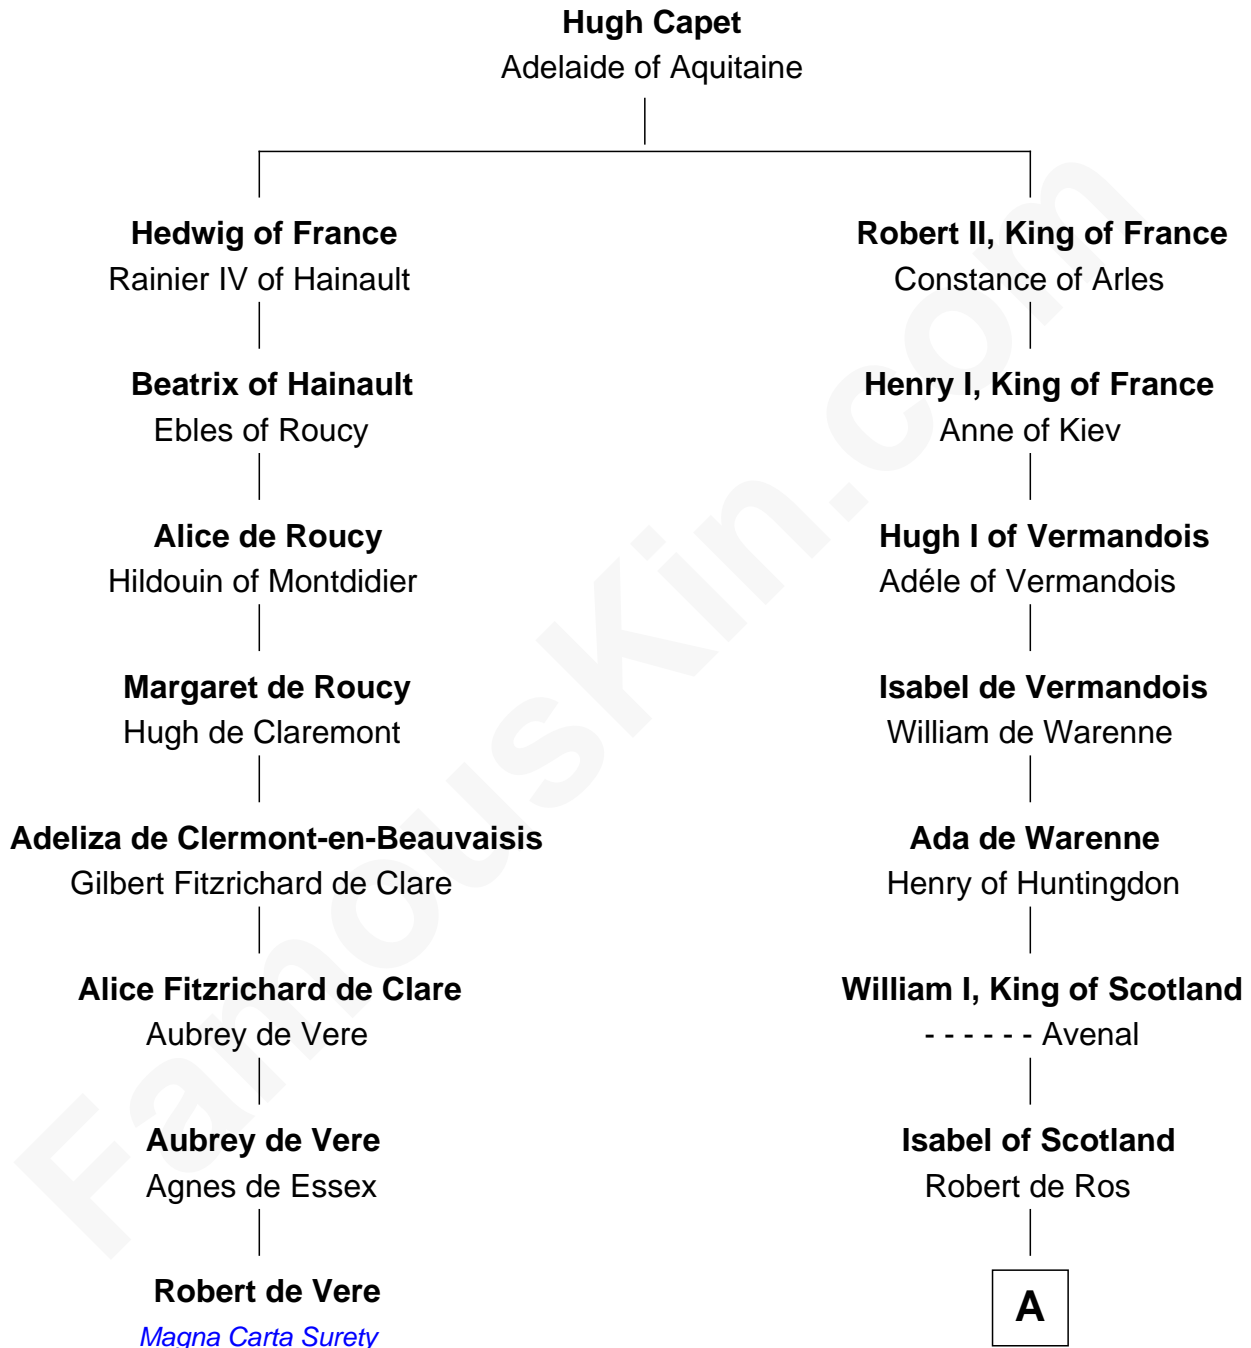 Hugh Capet
Adelaide of Aquitaine
Hedwig of France
Rainier IV of Hainault
Beatrix of Hainault
Ebles of Roucy
Alice de Roucy
Hildouin of Montdidier
Margaret de Roucy
Hugh de Claremont
Adeliza de Clermont-en-Beauvaisis
Gilbert Fitzrichard de Clare
Alice Fitzrichard de Clare
Aubrey de Vere
Aubrey de Vere
Agnes de Essex
Robert de Vere
Magna Carta Surety
Robert II, King of France
Constance of Arles
Henry I, King of France
Anne of Kiev
Hugh I of Vermandois
Adéle of Vermandois
Isabel de Vermandois
William de Warenne
Ada de Warenne
Henry of Huntingdon
William I, King of Scotland
- - - - - - Avenal
Isabel of Scotland
Robert de Ros
A
FamousKin.com